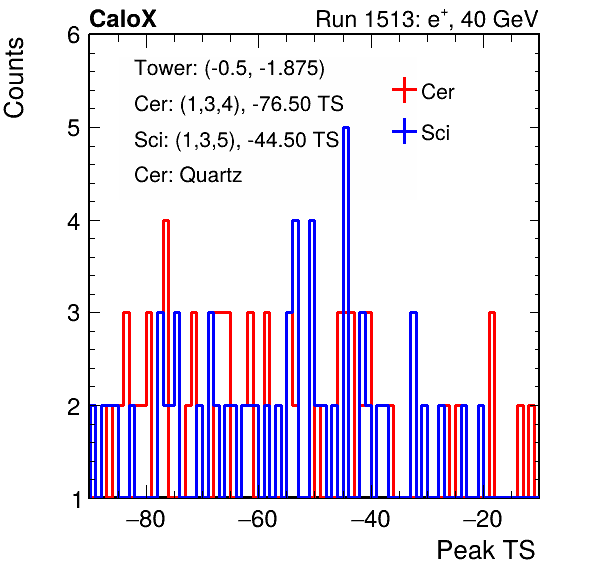 CaloX Run 1513: e+, 40 GeV
Counts
6
5
4
3
2
1
Tower: (-0.5, -1.875)
Cer: (1,3,4), -76.50 TS
Sci: (1,3,5), -44.50 TS
Cer: Quartz
Cer
Sci
−80 −60 −40 −20
Peak TS